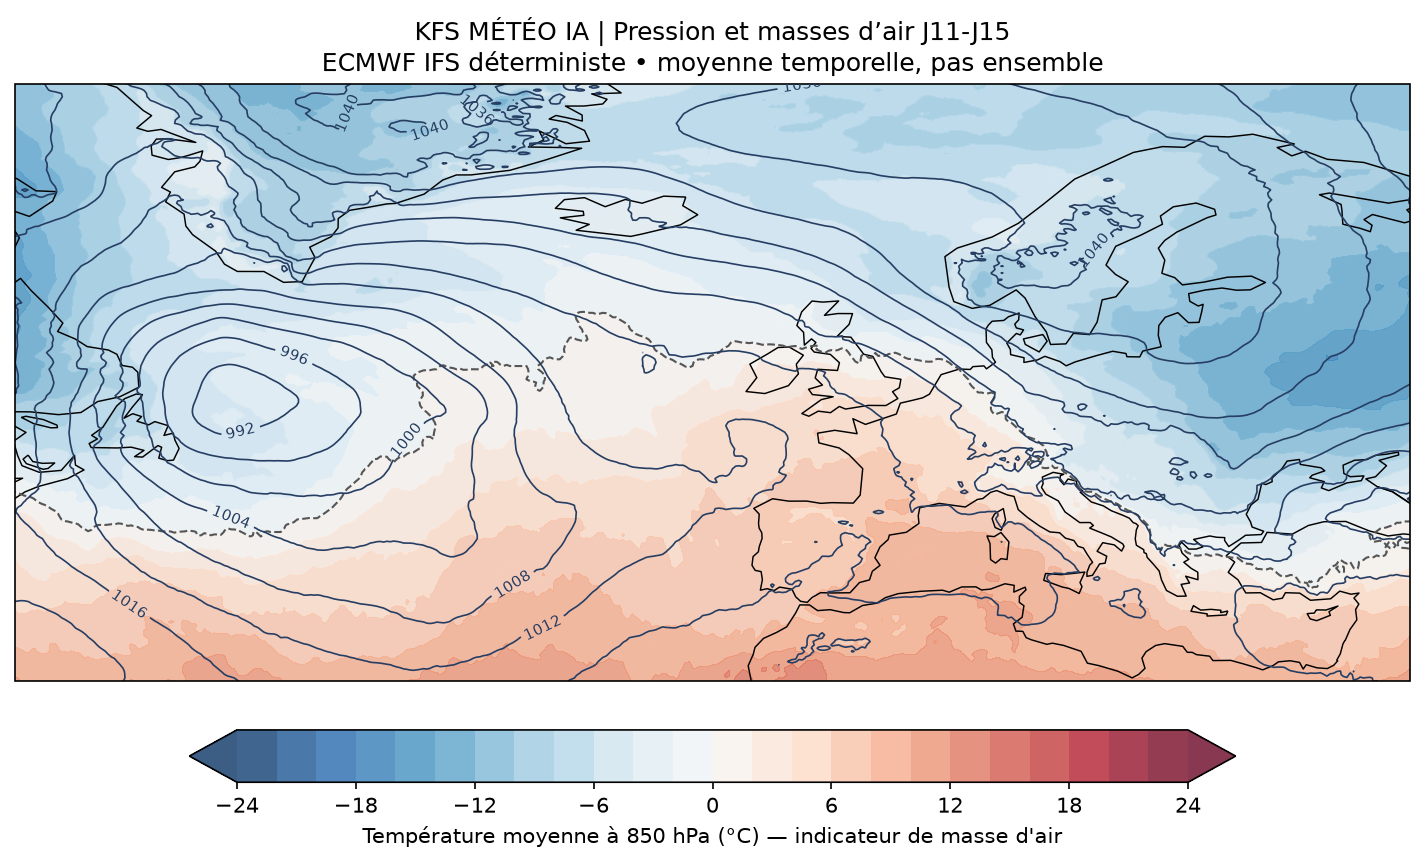 KFS MÉTÉO IA | Pression et masses d’air J11-J15
ECMWF IFS déterministe • moyenne temporelle, pas ensemble
1040
1040
1036
1040
996
992
1000
1004
1008
1012
1016
−24 −18 −12 −6 0 6 12 18 24
Température moyenne à 850 hPa (°C) — indicateur de masse d'air